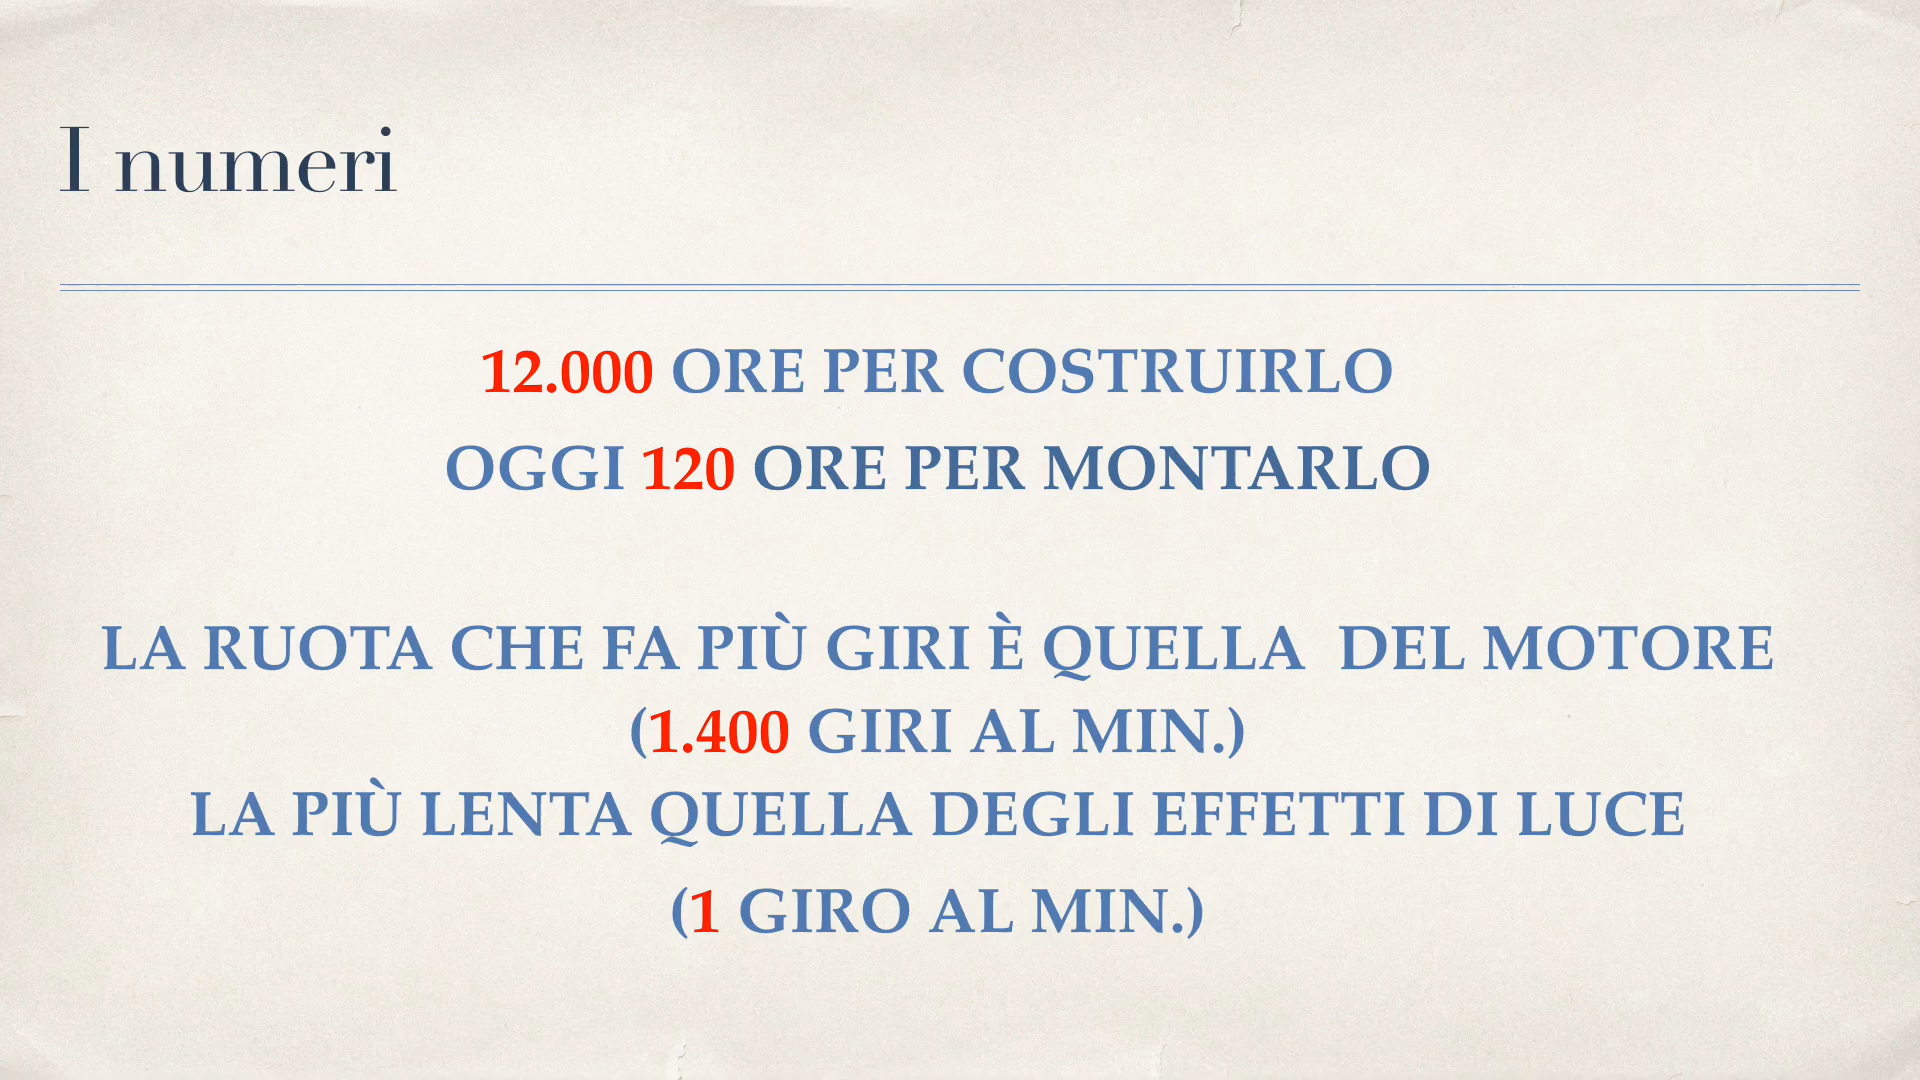 I numeri
12.000 ORE PER COSTRUIRLO
OGGI 120 ORE PER MONTARLO
LA RUOTA CHE FA PIÙ GIRI È QUELLA  DEL MOTORE
(1.400 GIRI AL MIN.)
LA PIÙ LENTA QUELLA DEGLI EFFETTI DI LUCE
(1 GIRO AL MIN.)